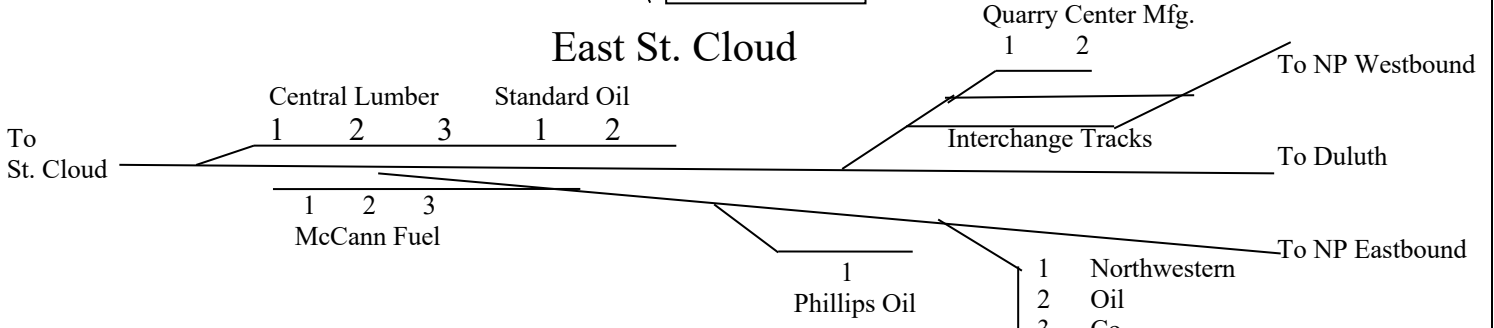 Quarry Center Mfg.
1 2
East St. Cloud
To NP Westbound
Central Lumber Standard Oil
1 2 3 1 2
To
St. Cloud
Interchange Tracks
To Duluth
1 2 3
McCann Fuel
To NP Eastbound
1
Phillips Oil
1 Northwestern
2 Oil
3 Co